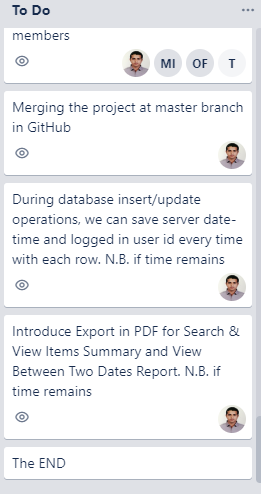 To Do
members
MI OF T
Merging the project at master branch
in GitHub
During database insert/update
operations, we can save server date-
time and logged in user id every time
with each row. N.B. if time remains
Introduce Export in PDF for Search &
View Items Summary and View
Between Two Dates Report. N.B. if
time remains
The END